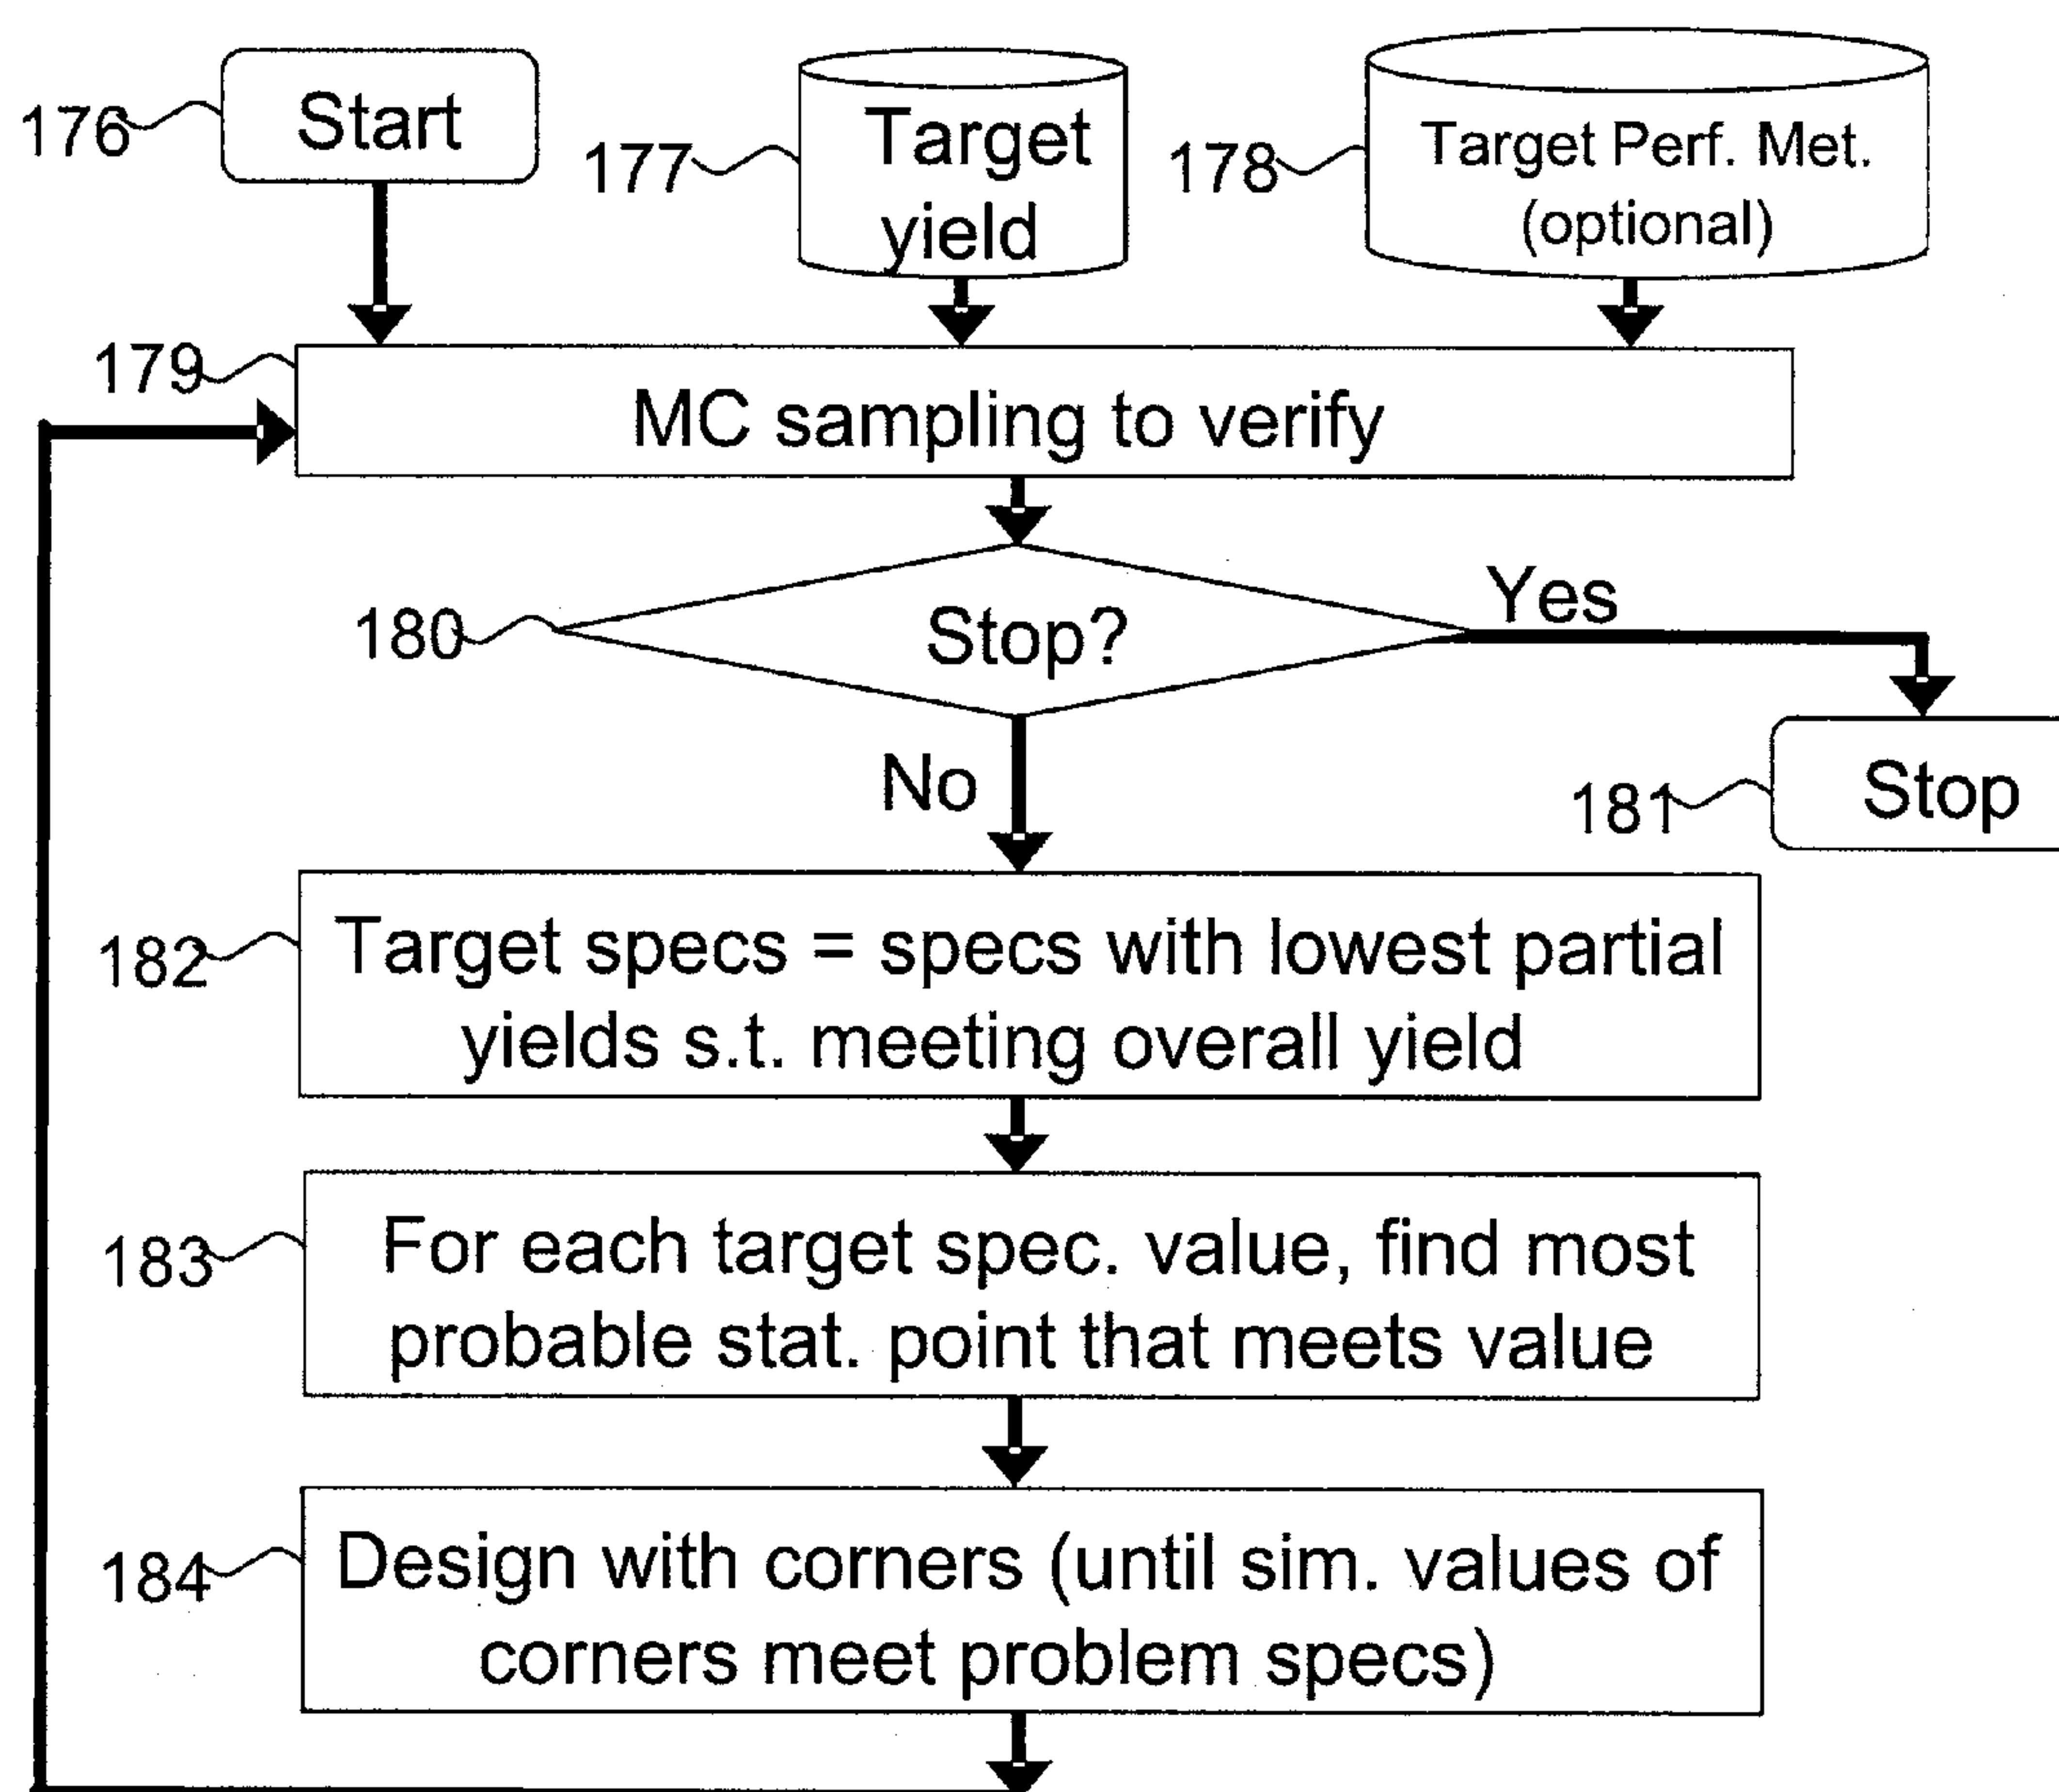 176
Start
177
Target
yield
178
Target Perf. Met.
(optional)
179
MC sampling to verify
180
Stop?
Yes
No
181
Stop
182
Target specs = specs with lowest partial
yields s.t. meeting overall yield
183
For each target spec. value, find most
probable stat. point that meets value
184
Design with corners (until sim. values of
corners meet problem specs)